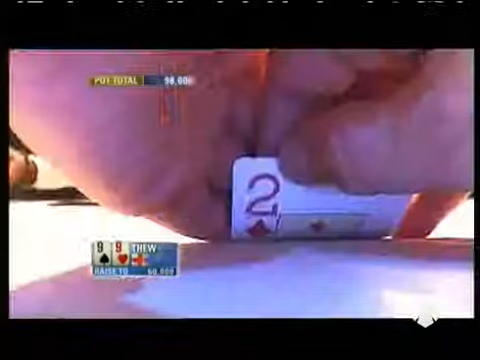 POT TOTAL 98,000
2
9 9 THEW
RAISE TO 60,000